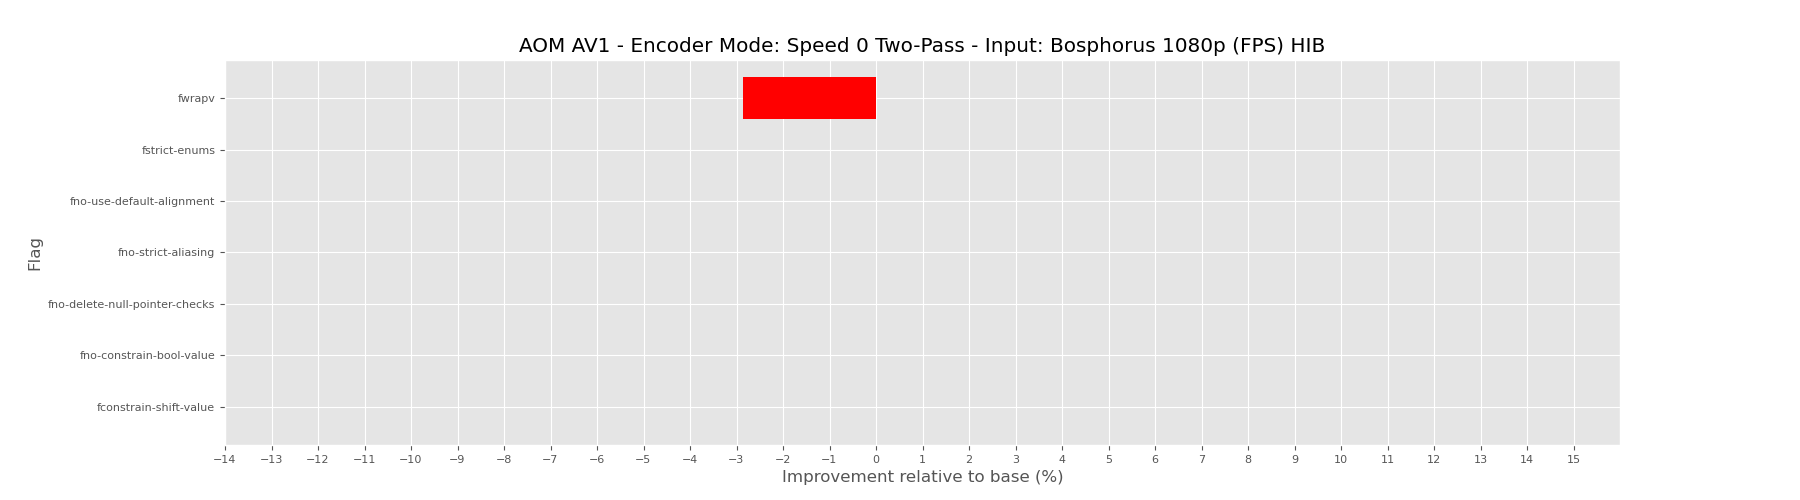 AOM AV1 - Encoder Mode: Speed 0 Two-Pass - Input: Bosphorus 1080p (FPS) HIB
Flag
fwrapv
fstrict-enums
fno-use-default-alignment
fno-strict-aliasing
fno-delete-null-pointer-checks
fno-constrain-bool-value
fconstrain-shift-value
−14 −13 −12 −11 −10 −9 −8 −7 −6 −5 −4 −3 −2 −1 0 1 2 3 4 5 6 7 8 9 10 11 12 13 14 15
Improvement relative to base (%)